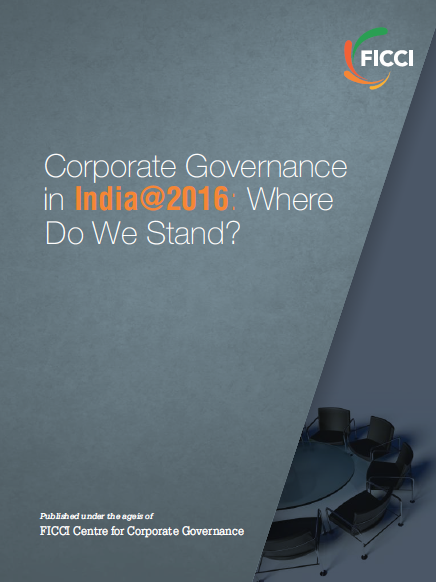 FICCI
Corporate Governance
in India@2016: Where
Do We Stand?
Published under the ageis of
FICCI Centre for Corporate Governance